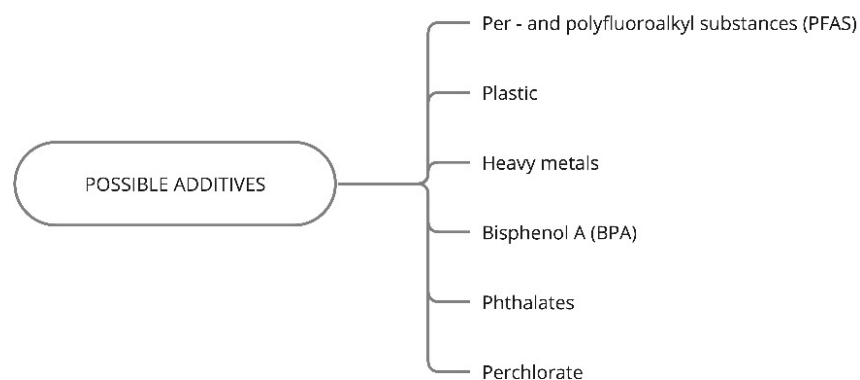 Per - and polyfluoroalkyl substances (PFAS)
Plastic
Heavy metals
POSSIBLE ADDITIVES
Bisphenol A (BPA)
Phthalates
Perchlorate